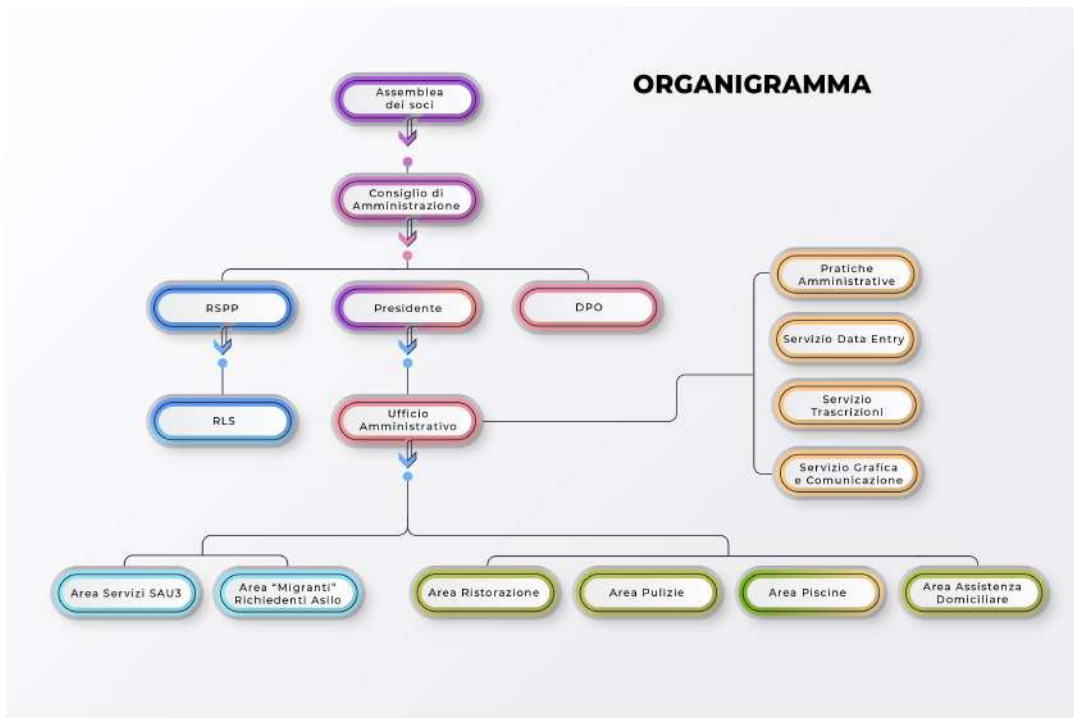 ORGANIGRAMMA
Assemblea
dei soci
Consiglio di
Amministrazione
RSPP
Presidente
DPO
RLS
Ufficio
Amministrativo
Pratiche
Amministrative
Servizio Data Entry
Servizio
Trascrizioni
Servizio Grafica
e Comunicazione
Area Servizi SAU3
Area “Migranti”
Richiedenti Asilo
Area Ristorazione
Area Pulizie
Area Piscine
Area Assistenza
Domiciliare